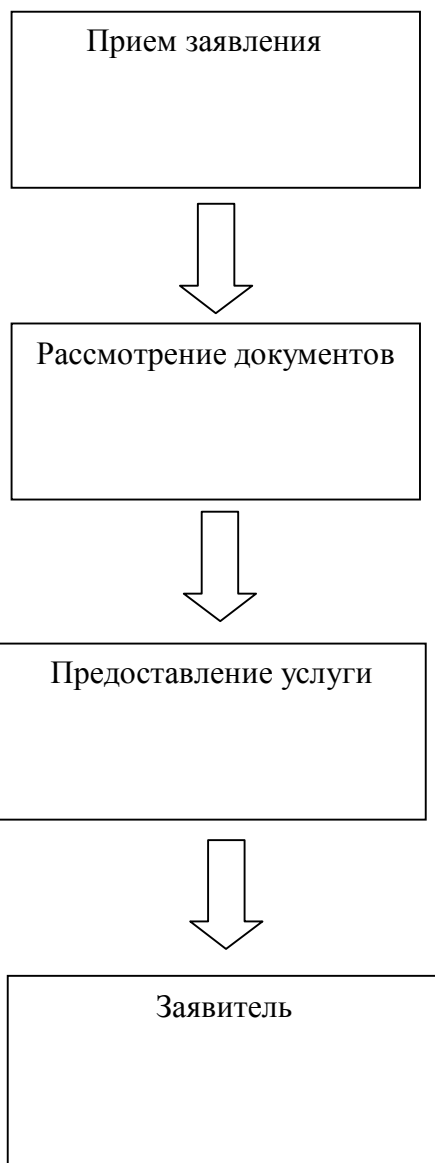 Прием заявления
Рассмотрение документов
Предоставление услуги
Заявитель